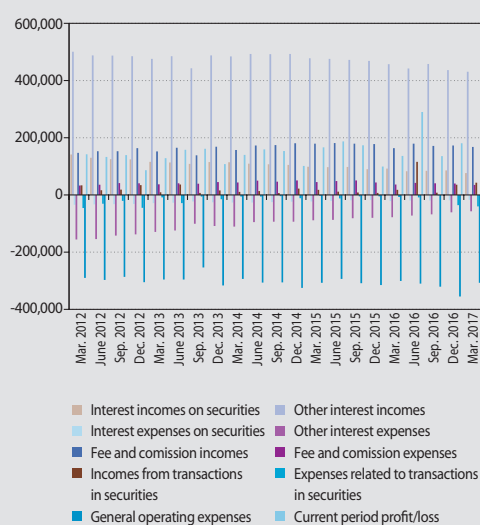 600,000
400,000
200,000
0
-200,000
-400,000
Mar. 2012
June 2012
Sep. 2012
Dec. 2012
Mar. 2013
June 2013
Sep. 2013
Dec. 2013
Mar. 2014
June 2014
Sep. 2014
Dec. 2014
Mar. 2015
June 2015
Sep. 2015
Dec. 2015
Mar. 2016
June 2016
Sep. 2016
Dec. 2016
Mar. 2017
Interest incomes on securities
Other interest incomes
Interest expenses on securities
Other interest expenses
Fee and comission incomes
Fee and comission expenses
Incomes from transactions
in securities
Expenses related to transactions
in securities
General operating expenses
Current period profit/loss